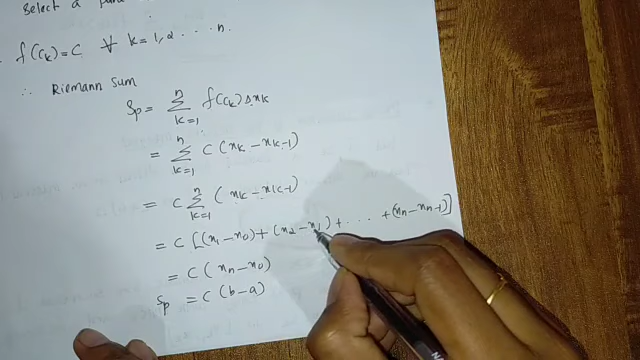 Select a
f(Ck) = C ∀ k = 1, 2 ..... n.
∴ Riemann Sum
Sp = Σ_{k=1}^{n} f(Ck) Δxk
= Σ_{k=1}^{n} C (xk - xk-1)
= C Σ_{k=1}^{n} (xk - xk-1)
= C [(x1 - x0) + (x2 - x1) + .... + (xn - xn-1)]
= C (xn - x0)
Sp = C (b - a)